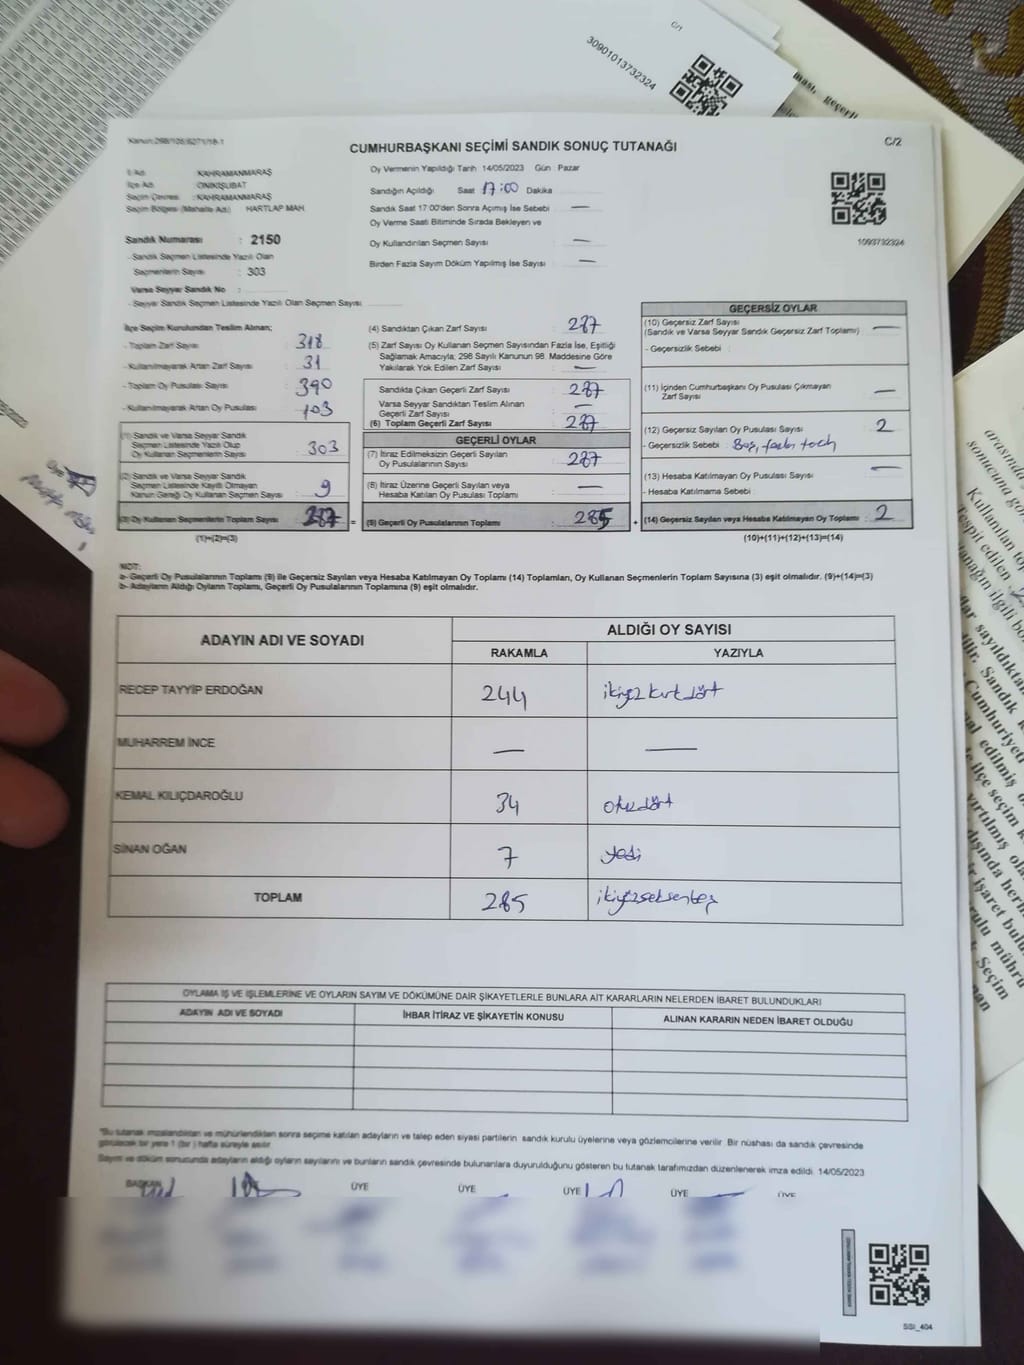 C/1
30901013732324
Kanun:298/105,6271/18-1
C/2
CUMHURBAŞKANI SEÇİMİ SANDIK SONUÇ TUTANAĞI
İl Adı : KAHRAMANMARAŞ
İlçe Adı : ONİKİŞUBAT
Seçim Çevresi : KAHRAMANMARAŞ
Seçim Bölgesi (Mahalle Adı) : HARTLAP MAH.
Sandık Numarası : 2150
- Sandık Seçmen Listesinde Yazılı Olan
Seçmenlerin Sayısı : 303
Varsa Seyyar Sandık No :
- Seyyar Sandık Seçmen Listesinde Yazılı Olan Seçmen Sayısı
Oy Vermenin Yapıldığı Tarih 14/05/2023 Gün : Pazar
Sandığın Açıldığı Saat 17:00 Dakika
Sandık Saat 17:00'den Sonra Açımış İse Sebebi —
Oy Verme Saati Bitiminde Sırada Bekleyen ve
Oy Kullandırılan Seçmen Sayısı —
Birden Fazla Sayım Döküm Yapılmış İse Sayısı —
1093732324
İlçe Seçim Kurulundan Teslim Alınan;
- Toplam Zarf Sayısı : 318
- Kullanılmayarak Artan Zarf Sayısı : 31
- Toplam Oy Pusulası Sayısı : 390
- Kullanılmayarak Artan Oy Pusulası : 103
(1) Sandık ve Varsa Seyyar Sandık
Seçmen Listesinde Yazılı Olup
Oy Kullanan Seçmenlerin Sayısı : 303
(2) Sandık ve Varsa Seyyar Sandık
Seçmen Listesinde Kayıtlı Olmayan
Kanun Gereği Oy Kullanan Seçmen Sayısı : 9
(3) Oy Kullanan Seçmenlerin Toplam Sayısı : 287 =
(1)+(2)=(3)
(4) Sandıktan Çıkan Zarf Sayısı : 287
(5) Zarf Sayısı Oy Kullanan Seçmen Sayısından Fazla İse, Eşitliği
Sağlamak Amacıyla; 298 Sayılı Kanunun 98. Maddesine Göre
Yakılarak Yok Edilen Zarf Sayısı : —
Sandıkta Çıkan Geçerli Zarf Sayısı : 287
Varsa Seyyar Sandıktan Teslim Alınan
Geçerli Zarf Sayısı : —
(6) Toplam Geçerli Zarf Sayısı : 287
GEÇERLİ OYLAR
(7) İtiraz Edilmeksizin Geçerli Sayılan
Oy Pusulalarının Sayısı : 287
(8) İtiraz Üzerine Geçerli Sayılan veya
Hesaba Katılan Oy Pusulası Toplamı : —
(9) Geçerli Oy Pusulalarının Toplamı : 285 +
GEÇERSİZ OYLAR
(10) Geçersiz Zarf Sayısı
(Sandık ve Varsa Seyyar Sandık Geçersiz Zarf Toplamı) : —
- Geçersizlik Sebebi :
(11) İçinden Cumhurbaşkanı Oy Pusulası Çıkmayan
Zarf Sayısı —
(12) Geçersiz Sayılan Oy Pusulası Sayısı : 2
- Geçersizlik Sebebi
(13) Hesaba Katılmayan Oy Pusulası Sayısı : —
- Hesaba Katılmama Sebebi
(14) Geçersiz Sayılan veya Hesaba Katılmayan Oy Toplamı : 2
(10)+(11)+(12)+(13)=(14)
NOT:
a- Geçerli Oy Pusulalarının Toplamı (9) ile Geçersiz Sayılan veya Hesaba Katılmayan Oy Toplamı (14) Toplamları, Oy Kullanan Seçmenlerin Toplam Sayısına (3) eşit olmalıdır. (9)+(14)=(3)
b- Adayların Aldığı Oyların Toplamı, Geçerli Oy Pusulalarının Toplamına (9) eşit olmalıdır.
ADAYIN ADI VE SOYADI
ALDIĞI OY SAYISI
RAKAMLA YAZIYLA
RECEP TAYYİP ERDOĞAN 244 ikiyüzkırkdört
MUHARREM İNCE — —
KEMAL KILIÇDAROĞLU 34 otuzdört
SİNAN OĞAN 7 yedi
TOPLAM 285 ikiyüzseksenbeş
OYLAMA İŞ VE İŞLEMLERİNE VE OYLARIN SAYIM VE DÖKÜMÜNE DAİR ŞİKAYETLERLE BUNLARA AİT KARARLARIN NELERDEN İBARET BULUNDUKLARI
ADAYIN ADI VE SOYADI İHBAR İTİRAZ VE ŞİKAYETİN KONUSU ALINAN KARARIN NEDEN İBARET OLDUĞU
*Bu tutanak imzalandıktan ve mühürlendikten sonra seçime katılan adayların ve talep eden siyasi partilerin sandık kurulu üyelerine veya gözlemcilerine verilir. Bir nüshası da sandık çevresinde
görülecek bir yere 1 (bir) hafta süreyle asılır.
Sayım ve döküm sonucunda adayların aldığı oyların sayılarını ve bunların sandık çevresinde bulunanlara duyurulduğunu gösteren bu tutanak tarafımızdan düzenlenerek imza edildi. 14/05/2023
BAŞKAN ÜYE ÜYE ÜYE ÜYE ÜYE ÜYE
SSI_404